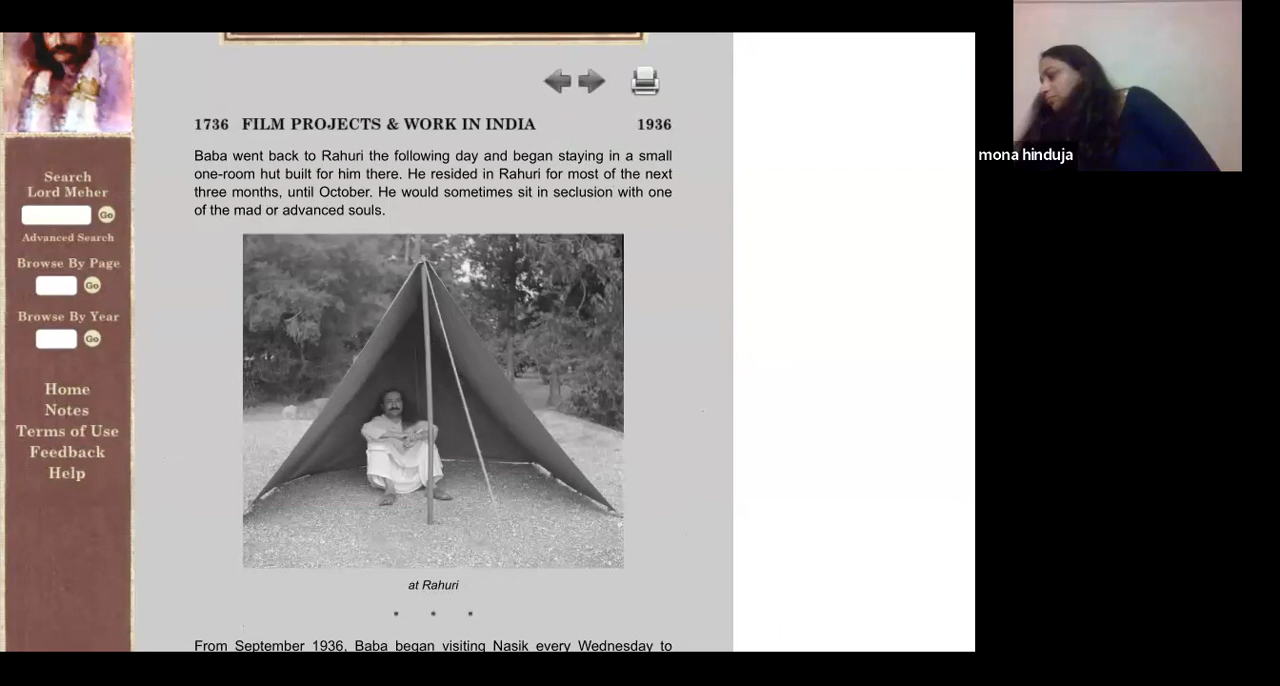 1736 FILM PROJECTS & WORK IN INDIA 1936
Baba went back to Rahuri the following day and began staying in a small
one-room hut built for him there. He resided in Rahuri for most of the next
three months, until October. He would sometimes sit in seclusion with one
of the mad or advanced souls.
at Rahuri
* * *
From September 1936, Baba began visiting Nasik every Wednesday to
Search
Lord Meher
Go
Advanced Search
Browse By Page
Go
Browse By Year
Go
Home
Notes
Terms of Use
Feedback
Help
mona hinduja